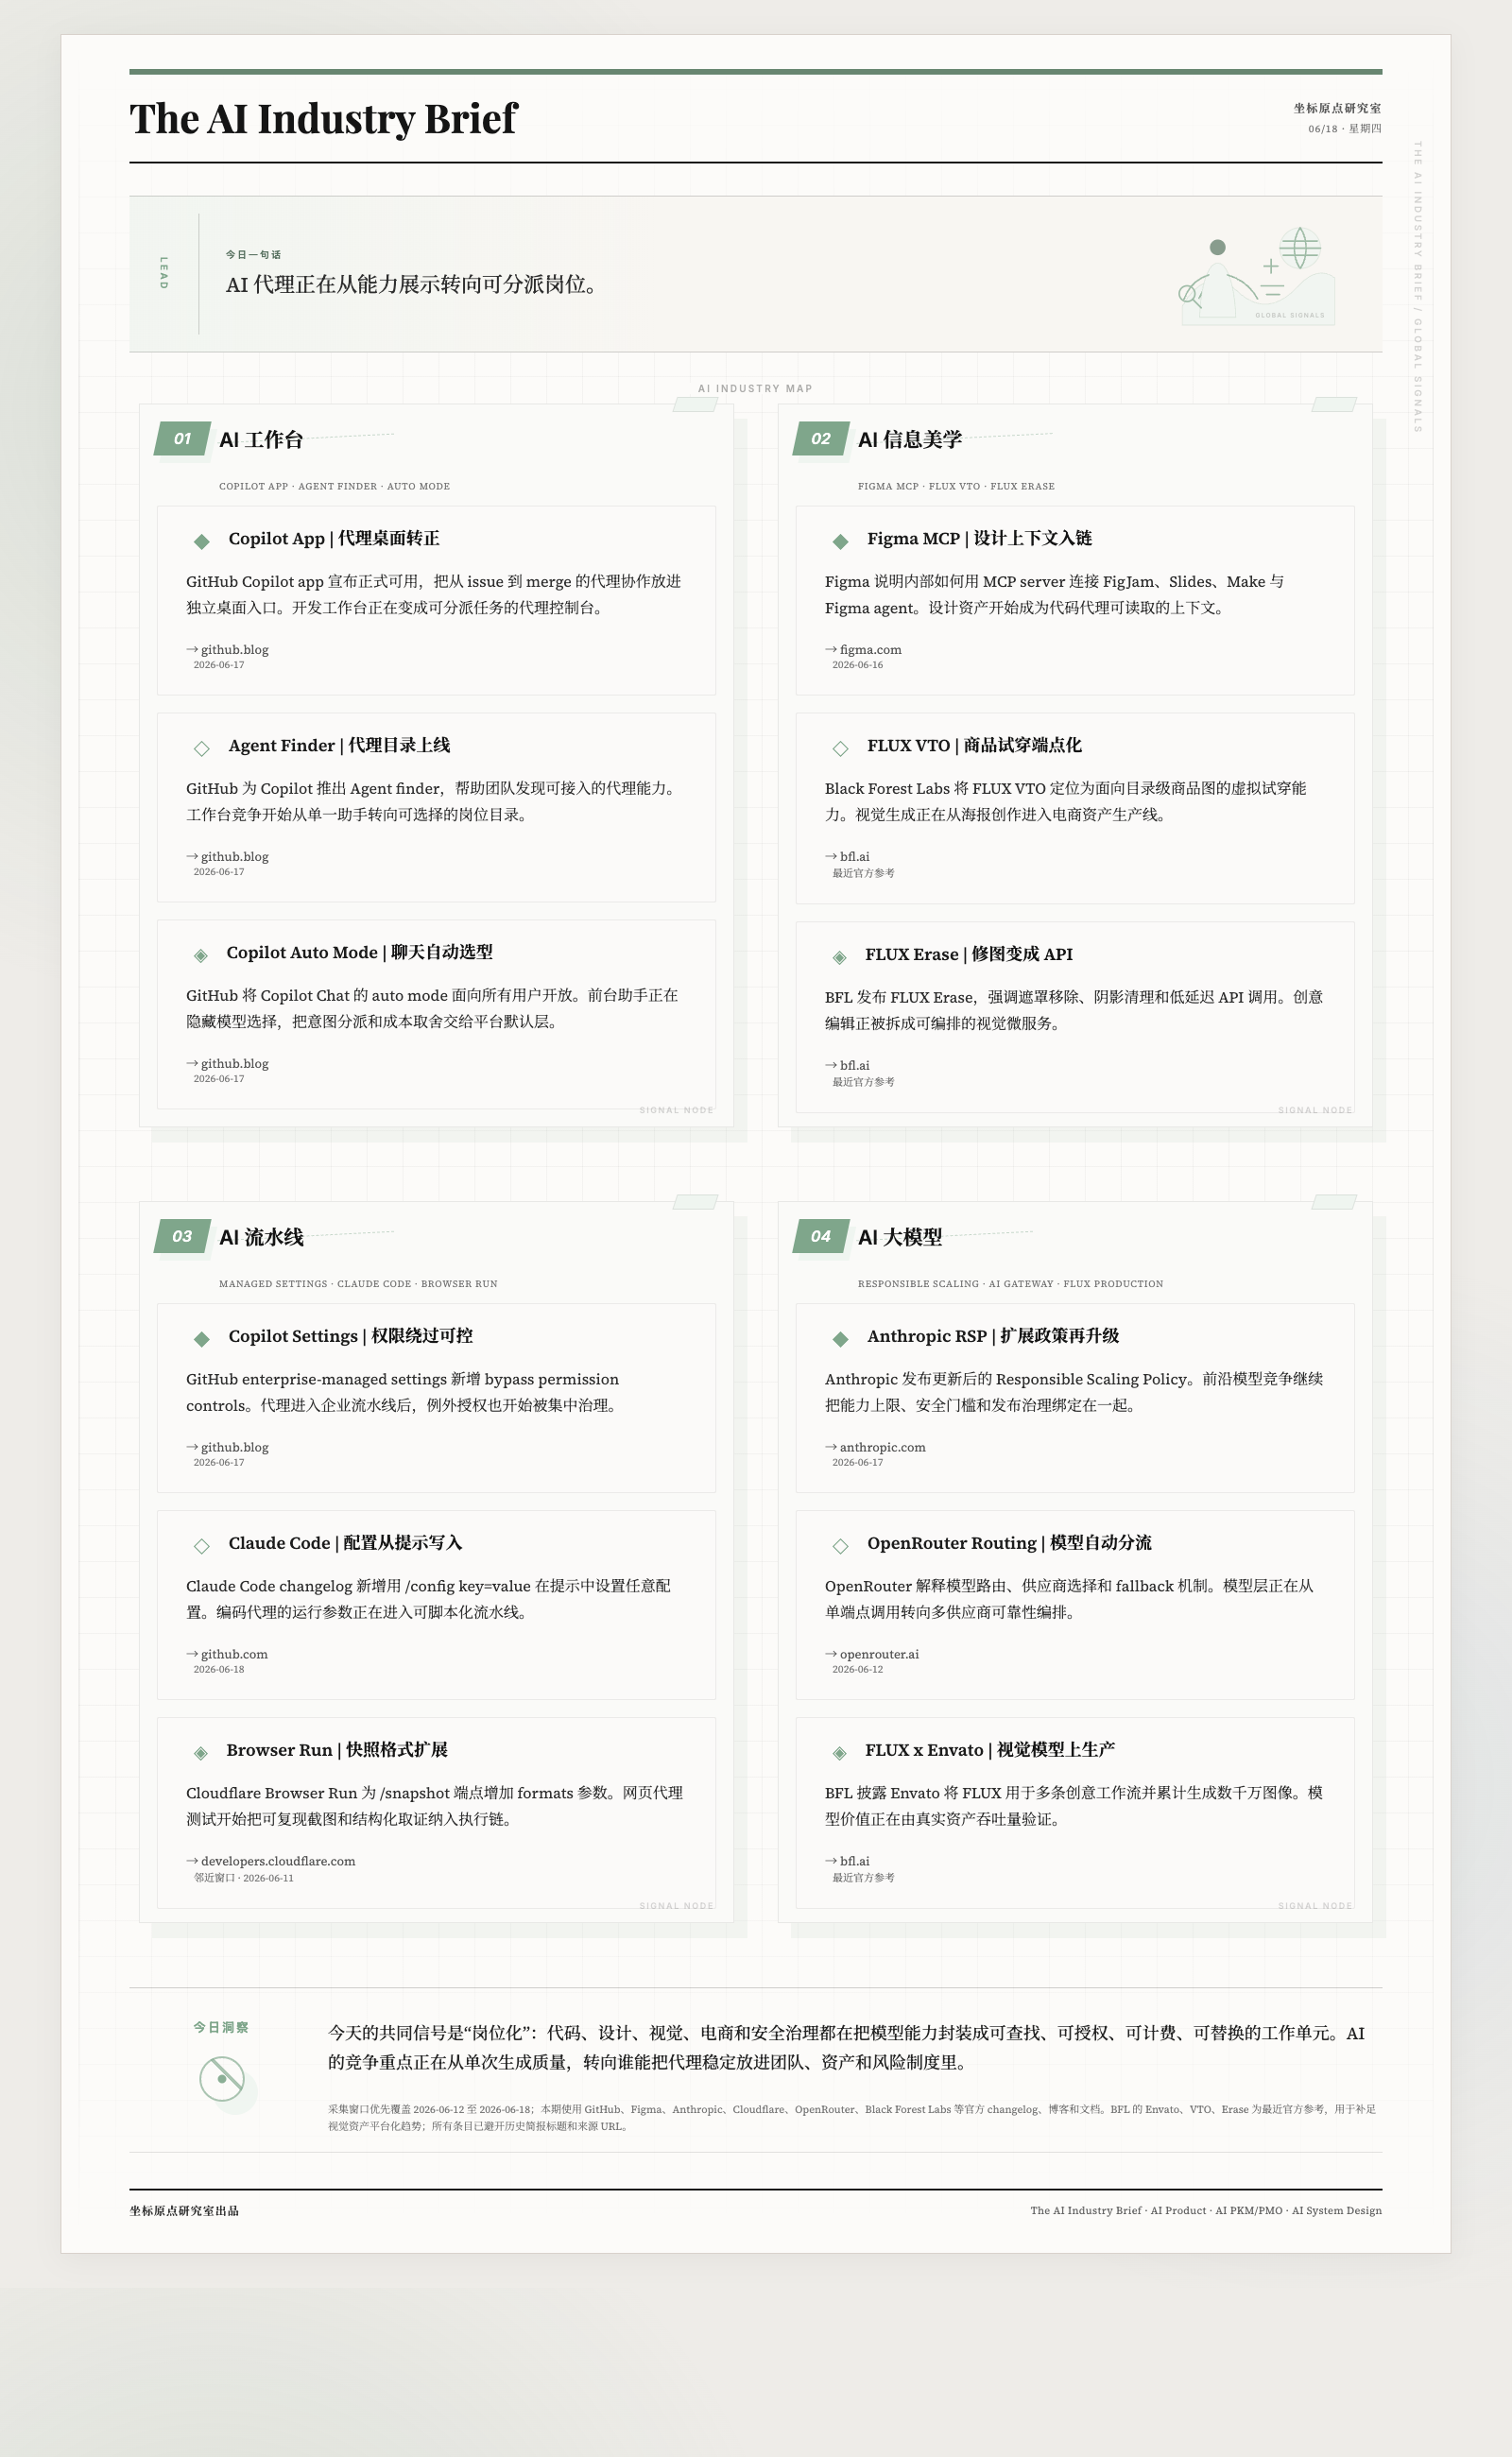 The AI Industry Brief
坐标原点研究室
06/18 · 星期四
THE AI INDUSTRY BRIEF / GLOBAL SIGNALS
LEAD
今日一句话
AI 代理正在从能力展示转向可分派岗位。
GLOBAL SIGNALS
AI INDUSTRY MAP
01
AI 工作台
COPILOT APP · AGENT FINDER · AUTO MODE
◆ Copilot App | 代理桌面转正
GitHub Copilot app 宣布正式可用，把从 issue 到 merge 的代理协作放进
独立桌面入口。开发工作台正在变成可分派任务的代理控制台。
→ github.blog
2026-06-17
◇ Agent Finder | 代理目录上线
GitHub 为 Copilot 推出 Agent finder，帮助团队发现可接入的代理能力。
工作台竞争开始从单一助手转向可选择的岗位目录。
→ github.blog
2026-06-17
◈ Copilot Auto Mode | 聊天自动选型
GitHub 将 Copilot Chat 的 auto mode 面向所有用户开放。前台助手正在
隐藏模型选择，把意图分派和成本取舍交给平台默认层。
→ github.blog
2026-06-17
SIGNAL NODE
02
AI 信息美学
FIGMA MCP · FLUX VTO · FLUX ERASE
◆ Figma MCP | 设计上下文入链
Figma 说明内部如何用 MCP server 连接 FigJam、Slides、Make 与
Figma agent。设计资产开始成为代码代理可读取的上下文。
→ figma.com
2026-06-16
◇ FLUX VTO | 商品试穿端点化
Black Forest Labs 将 FLUX VTO 定位为面向目录级商品图的虚拟试穿能
力。视觉生成正在从海报创作进入电商资产生产线。
→ bfl.ai
最近官方参考
◈ FLUX Erase | 修图变成 API
BFL 发布 FLUX Erase，强调遮罩移除、阴影清理和低延迟 API 调用。创意
编辑正被拆成可编排的视觉微服务。
→ bfl.ai
最近官方参考
SIGNAL NODE
03
AI 流水线
MANAGED SETTINGS · CLAUDE CODE · BROWSER RUN
◆ Copilot Settings | 权限绕过可控
GitHub enterprise-managed settings 新增 bypass permission
controls。代理进入企业流水线后，例外授权也开始被集中治理。
→ github.blog
2026-06-17
◇ Claude Code | 配置从提示写入
Claude Code changelog 新增用 /config key=value 在提示中设置任意配
置。编码代理的运行参数正在进入可脚本化流水线。
→ github.com
2026-06-18
◈ Browser Run | 快照格式扩展
Cloudflare Browser Run 为 /snapshot 端点增加 formats 参数。网页代理
测试开始把可复现截图和结构化取证纳入执行链。
→ developers.cloudflare.com
邻近窗口 · 2026-06-11
SIGNAL NODE
04
AI 大模型
RESPONSIBLE SCALING · AI GATEWAY · FLUX PRODUCTION
◆ Anthropic RSP | 扩展政策再升级
Anthropic 发布更新后的 Responsible Scaling Policy。前沿模型竞争继续
把能力上限、安全门槛和发布治理绑定在一起。
→ anthropic.com
2026-06-17
◇ OpenRouter Routing | 模型自动分流
OpenRouter 解释模型路由、供应商选择和 fallback 机制。模型层正在从
单端点调用转向多供应商可靠性编排。
→ openrouter.ai
2026-06-12
◈ FLUX x Envato | 视觉模型上生产
BFL 披露 Envato 将 FLUX 用于多条创意工作流并累计生成数千万图像。模
型价值正在由真实资产吞吐量验证。
→ bfl.ai
最近官方参考
SIGNAL NODE
今日洞察
今天的共同信号是“岗位化”：代码、设计、视觉、电商和安全治理都在把模型能力封装成可查找、可授权、可计费、可替换的工作单元。AI
的竞争重点正在从单次生成质量，转向谁能把代理稳定放进团队、资产和风险制度里。
采集窗口优先覆盖 2026-06-12 至 2026-06-18；本期使用 GitHub、Figma、Anthropic、Cloudflare、OpenRouter、Black Forest Labs 等官方 changelog、博客和文档。BFL 的 Envato、VTO、Erase 为最近官方参考，用于补足
视觉资产平台化趋势；所有条目已避开历史简报标题和来源 URL。
坐标原点研究室出品
The AI Industry Brief · AI Product · AI PKM/PMO · AI System Design